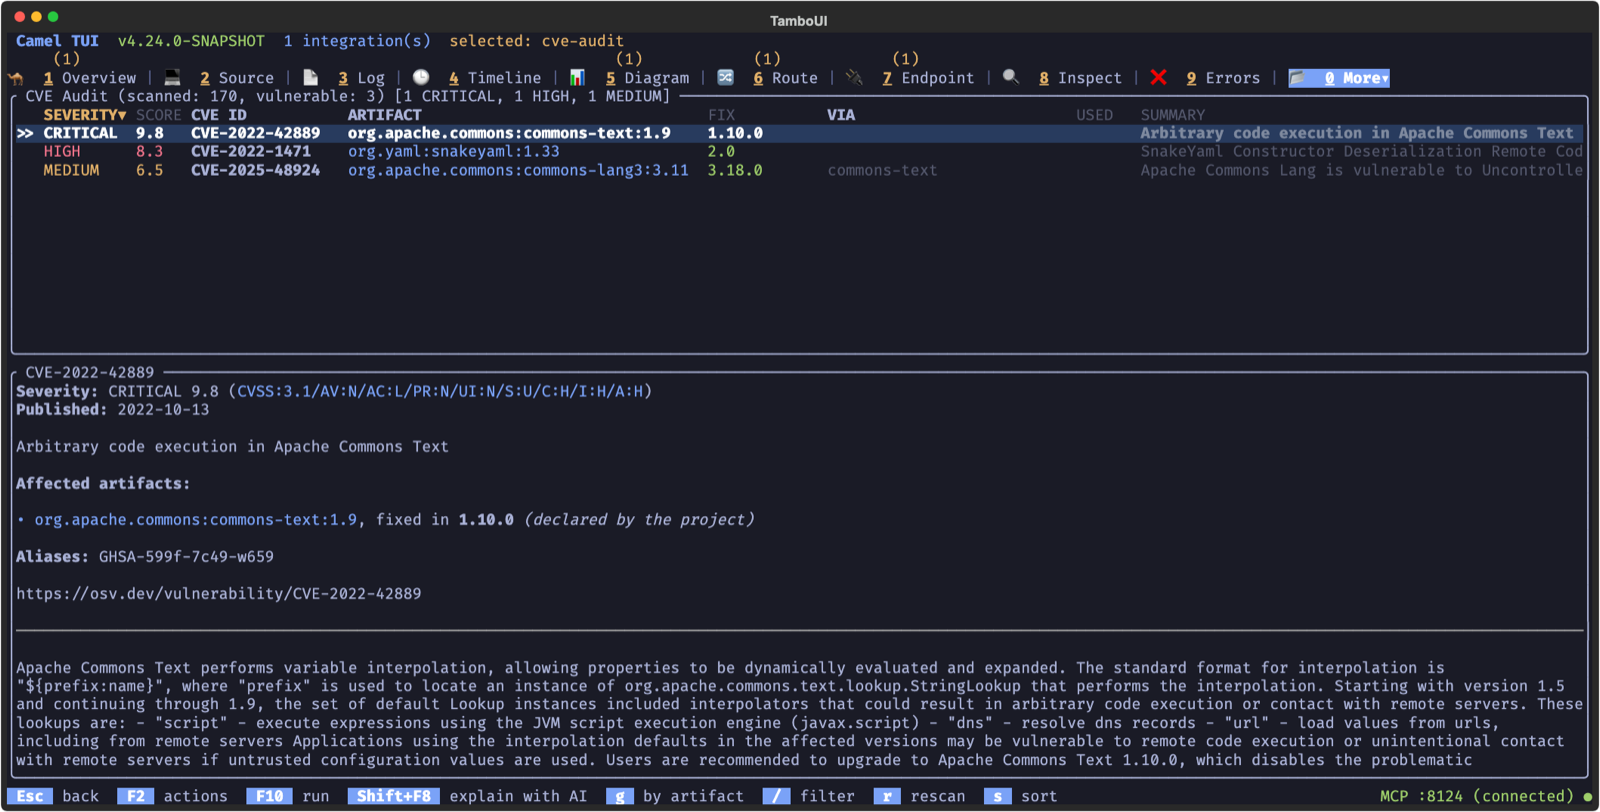 TamboUI
Camel TUI v4.24.0-SNAPSHOT 1 integration(s) selected: cve-audit
(1) (1) (1) (1)
1 Overview | 2 Source | 3 Log | 4 Timeline | 5 Diagram | 6 Route | 7 Endpoint | 8 Inspect | 9 Errors | 0 More▾
CVE Audit (scanned: 170, vulnerable: 3) [1 CRITICAL, 1 HIGH, 1 MEDIUM]
SEVERITY▼ SCORE CVE ID ARTIFACT FIX VIA USED SUMMARY
>> CRITICAL 9.8 CVE-2022-42889 org.apache.commons:commons-text:1.9 1.10.0 Arbitrary code execution in Apache Commons Text
HIGH 8.3 CVE-2022-1471 org.yaml:snakeyaml:1.33 2.0 SnakeYaml Constructor Deserialization Remote Cod
MEDIUM 6.5 CVE-2025-48924 org.apache.commons:commons-lang3:3.11 3.18.0 commons-text Apache Commons Lang is vulnerable to Uncontrolle
CVE-2022-42889
Severity: CRITICAL 9.8 (CVSS:3.1/AV:N/AC:L/PR:N/UI:N/S:U/C:H/I:H/A:H)
Published: 2022-10-13
Arbitrary code execution in Apache Commons Text
Affected artifacts:
• org.apache.commons:commons-text:1.9, fixed in 1.10.0 (declared by the project)
Aliases: GHSA-599f-7c49-w659
https://osv.dev/vulnerability/CVE-2022-42889
Apache Commons Text performs variable interpolation, allowing properties to be dynamically evaluated and expanded. The standard format for interpolation is
"${prefix:name}", where "prefix" is used to locate an instance of org.apache.commons.text.lookup.StringLookup that performs the interpolation. Starting with version 1.5
and continuing through 1.9, the set of default Lookup instances included interpolators that could result in arbitrary code execution or contact with remote servers. These
lookups are: - "script" - execute expressions using the JVM script execution engine (javax.script) - "dns" - resolve dns records - "url" - load values from urls,
including from remote servers Applications using the interpolation defaults in the affected versions may be vulnerable to remote code execution or unintentional contact
with remote servers if untrusted configuration values are used. Users are recommended to upgrade to Apache Commons Text 1.10.0, which disables the problematic
Esc back F2 actions F10 run Shift+F8 explain with AI g by artifact / filter r rescan s sort MCP :8124 (connected) ●